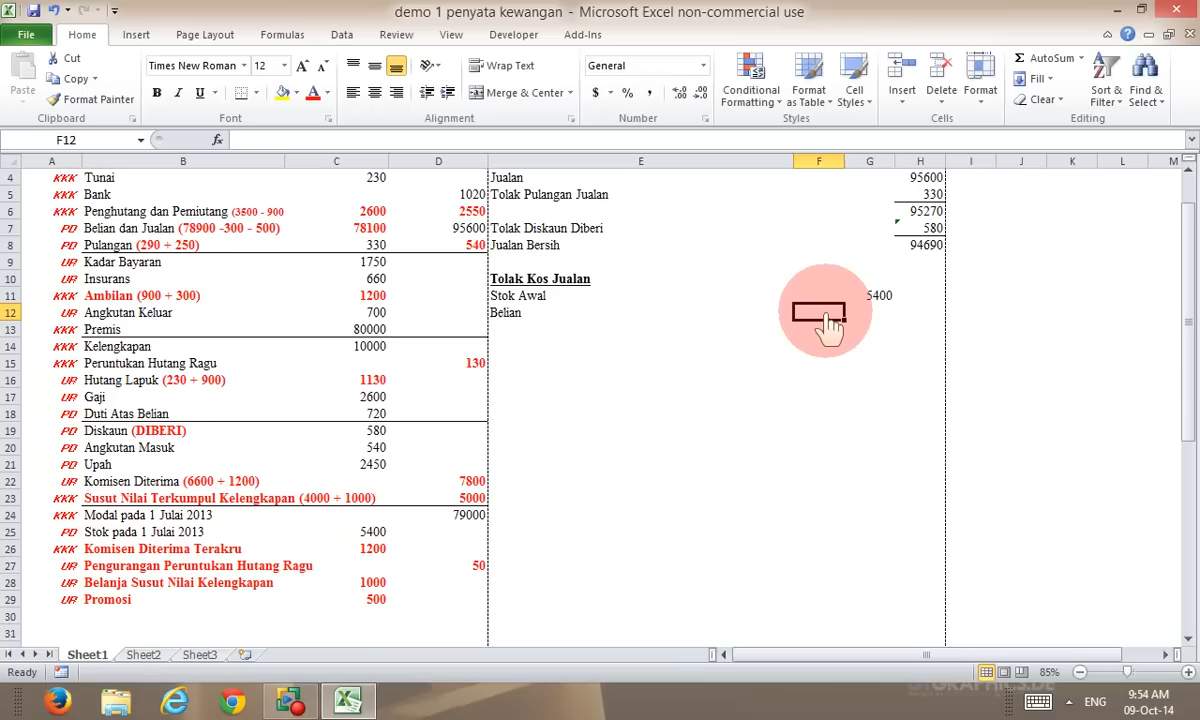 demo 1 penyata kewangan - Microsoft Excel non-commercial use
File Home Insert Page Layout Formulas Data Review View Developer Add-Ins
Cut
Copy
Format Painter
Paste
Clipboard
Times New Roman 12
B I U
Font
Wrap Text
Merge & Center
Alignment
General
$ % ,
Number
Conditional Formatting
Format as Table
Cell Styles
Styles
Insert Delete Format
Cells
AutoSum
Fill
Clear
Sort & Filter
Find & Select
Editing
F12 fx
A B C D E F G H I J K L M
4 KKK Tunai 230 Jualan 95600
5 KKK Bank 1020 Tolak Pulangan Jualan 330
6 KKK Penghutang dan Pemiutang (3500 - 900 2600 2550 95270
7 PD Belian dan Jualan (78900 -300 - 500) 78100 95600 Tolak Diskaun Diberi 580
8 PD Pulangan (290 + 250) 330 540 Jualan Bersih 94690
9 UR Kadar Bayaran 1750
10 UR Insurans 660 Tolak Kos Jualan
11 KKK Ambilan (900 + 300) 1200 Stok Awal 5400
12 UR Angkutan Keluar 700 Belian
13 KKK Premis 80000
14 KKK Kelengkapan 10000
15 KKK Peruntukan Hutang Ragu 130
16 UR Hutang Lapuk (230 + 900) 1130
17 UR Gaji 2600
18 PD Duti Atas Belian 720
19 PD Diskaun (DIBERI) 580
20 PD Angkutan Masuk 540
21 PD Upah 2450
22 UR Komisen Diterima (6600 + 1200) 7800
23 KKK Susut Nilai Terkumpul Kelengkapan (4000 + 1000) 5000
24 KKK Modal pada 1 Julai 2013 79000
25 PD Stok pada 1 Julai 2013 5400
26 KKK Komisen Diterima Terakru 1200
27 UR Pengurangan Peruntukan Hutang Ragu 50
28 UR Belanja Susut Nilai Kelengkapan 1000
29 UR Promosi 500
30
31
Sheet1 Sheet2 Sheet3
Ready 85%
ENG
9:54 AM
09-Oct-14